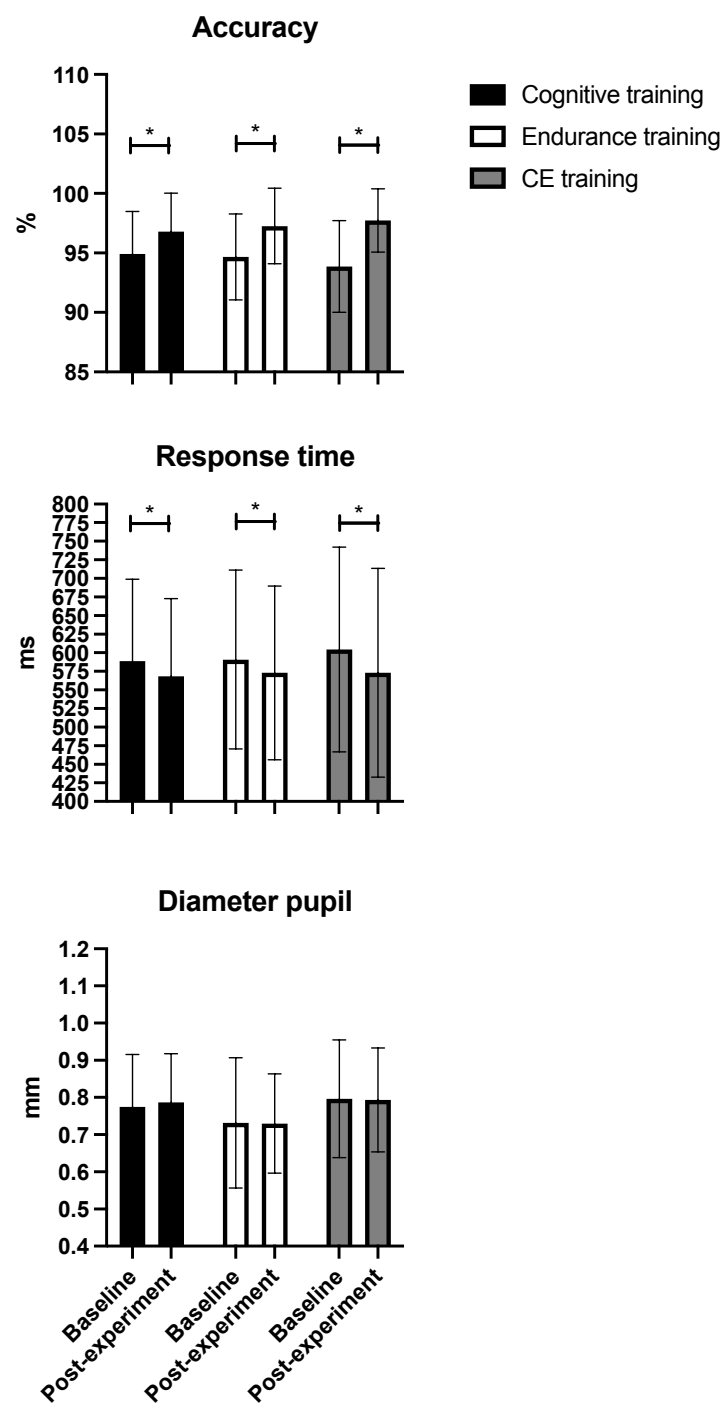 Accuracy
110
105
100
95
90
85
%
* * *
Cognitive training
Endurance training
CE training
Response time
800
775
750
725
700
675
650
625
600
575
550
525
500
475
450
425
400
ms
* * *
Diameter pupil
1.2
1.1
1.0
0.9
0.8
0.7
0.6
0.5
0.4
mm
Baseline
Post-experiment
Baseline
Post-experiment
Baseline
Post-experiment